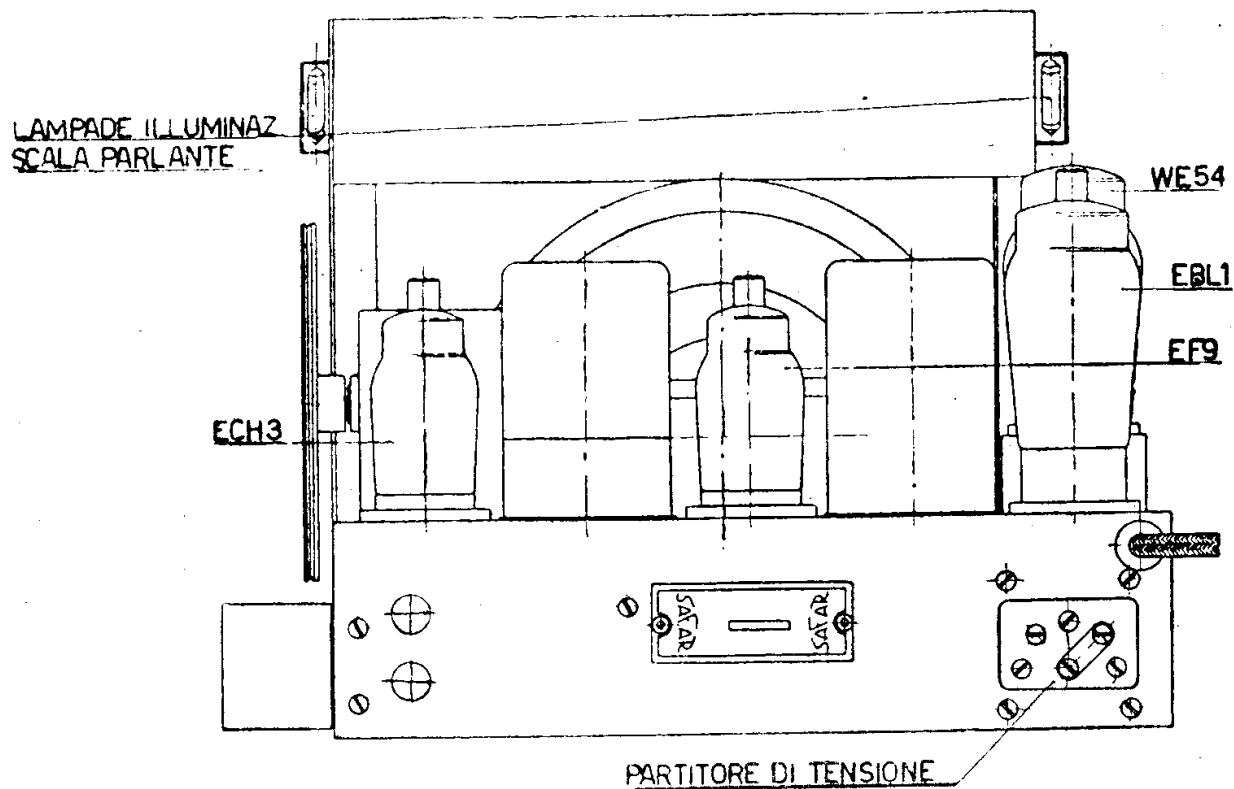 LAMPADE ILLUMINAZ
SCALA PARLANTE
WE54
EBL1
EF9
ECH3
SAFAR
SAFAR
PARTITORE DI TENSIONE